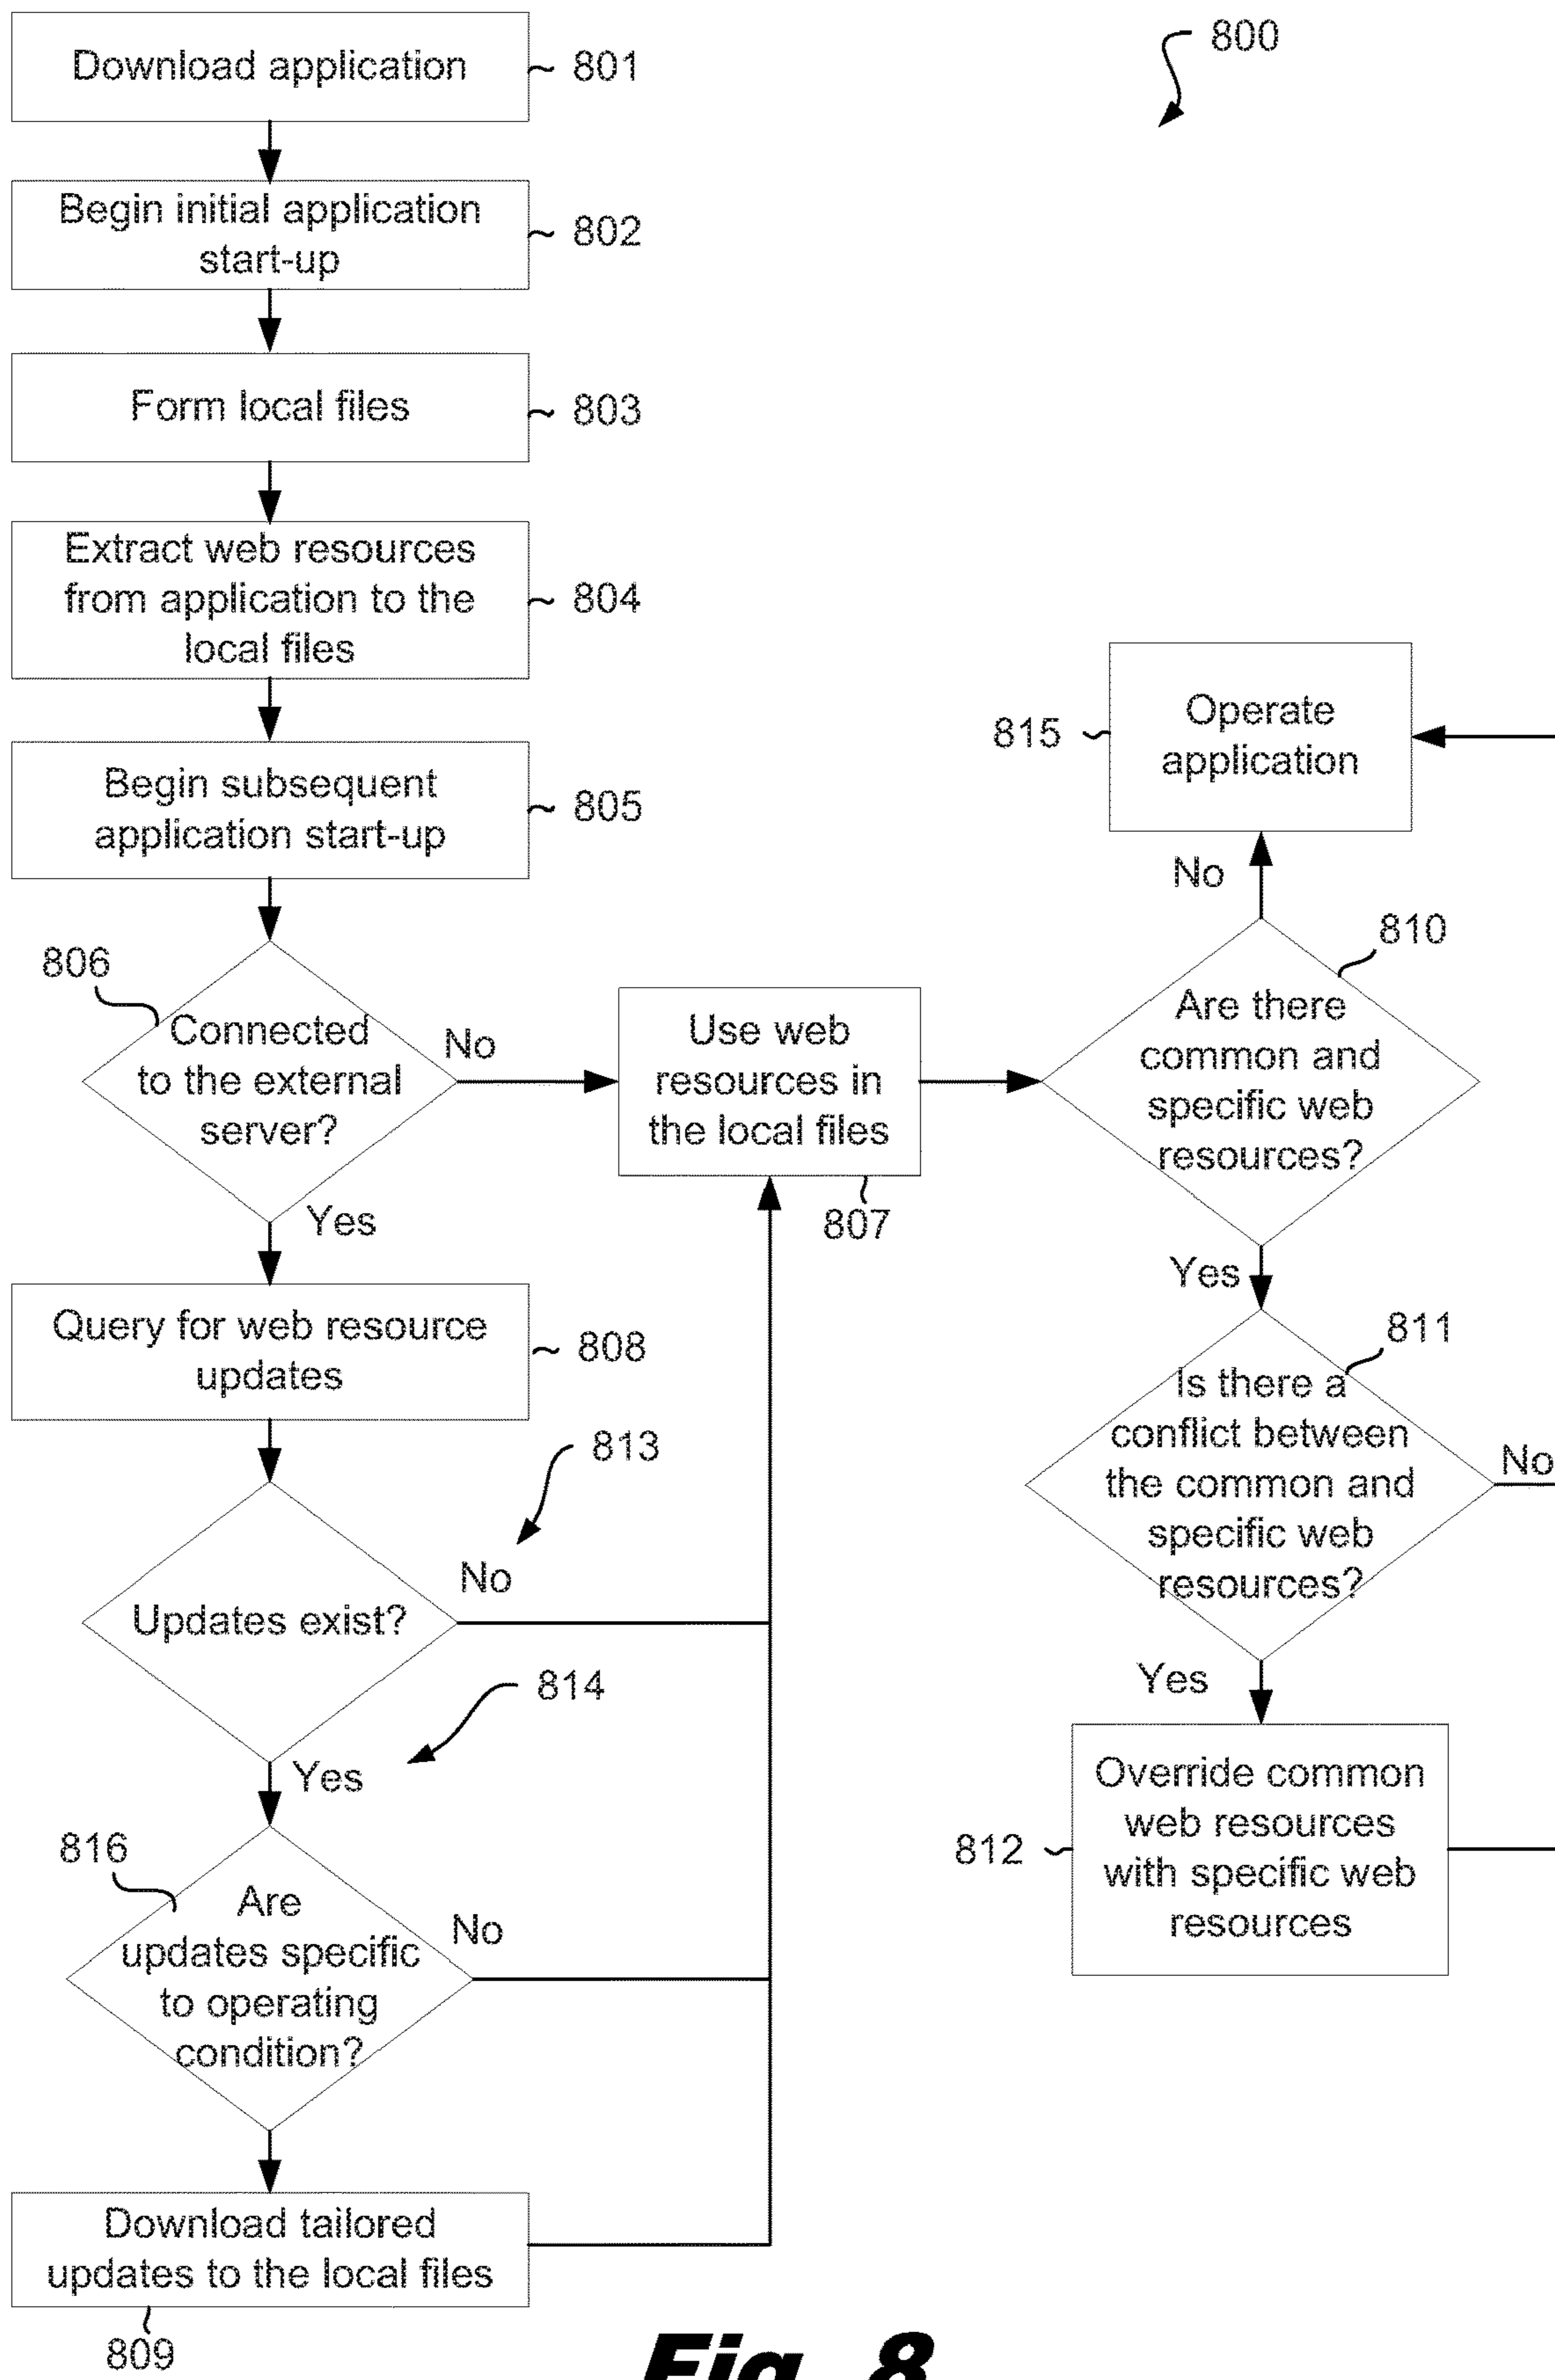 800
Download application
801
Begin initial application
start-up
802
Form local files
803
Extract web resources
from application to the
local files
804
Begin subsequent
application start-up
805
806
Connected
to the external
server?
No
Yes
Use web
resources in
the local files
807
Query for web resource
updates
808
813
Updates exist?
No
814
Yes
816
Are
updates specific
to operating
condition?
No
Download tailored
updates to the local files
809
815
Operate
application
No
810
Are there
common and
specific web
resources?
Yes
811
Is there a
conflict between
the common and
specific web
resources?
No
Yes
812
Override common
web resources
with specific web
resources
Fig. 8